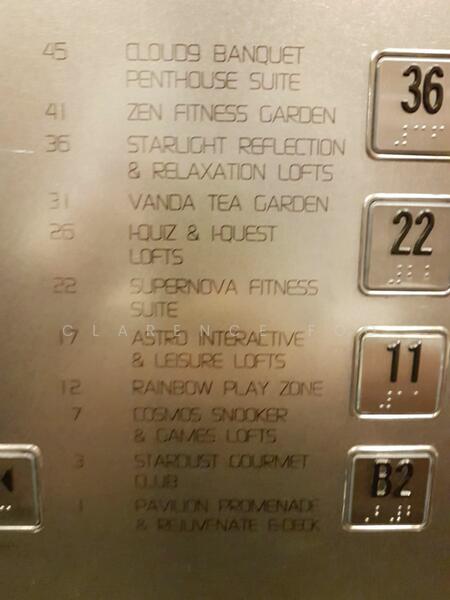 45 CLOUD9 BANQUET
PENTHOUSE SUITE
41 ZEN FITNESS GARDEN
36 STARLIGHT REFLECTION
& RELAXATION LOFTS
31 VANDA TEA GARDEN
26 I-QUIZ & I-QUEST
LOFTS
22 SUPERNOVA FITNESS
SUITE
CLARENCE FO
17 ASTRO INTERACTIVE
& LEISURE LOFTS
12 RAINBOW PLAY ZONE
7 COSMOS SNOOKER
& GAMES LOFTS
3 STARDUST GOURMET
CLUB
1 PAVILION PROMENADE
& REJUVENATE E-DECK
36
22
11
B2